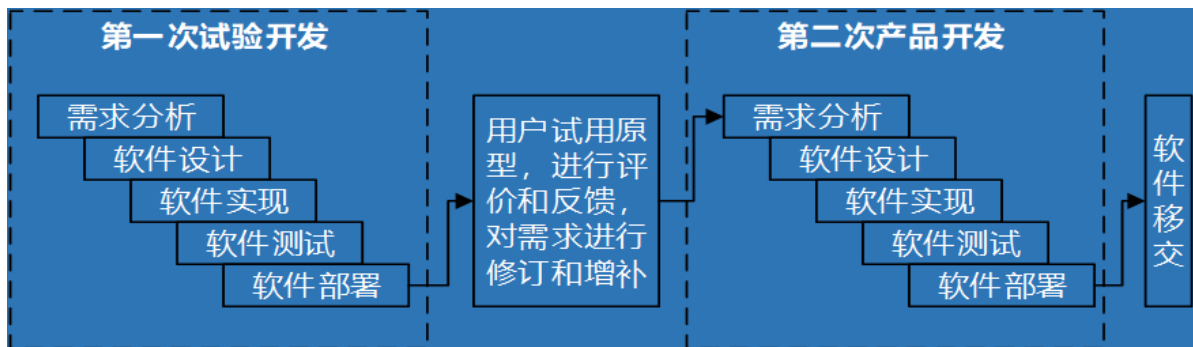 第一次试验开发
需求分析
软件设计
软件实现
软件测试
软件部署
用户试用原
型，进行评
价和反馈，
对需求进行
修订和增补
第二次产品开发
需求分析
软件设计
软件实现
软件测试
软件部署
软
件
移
交